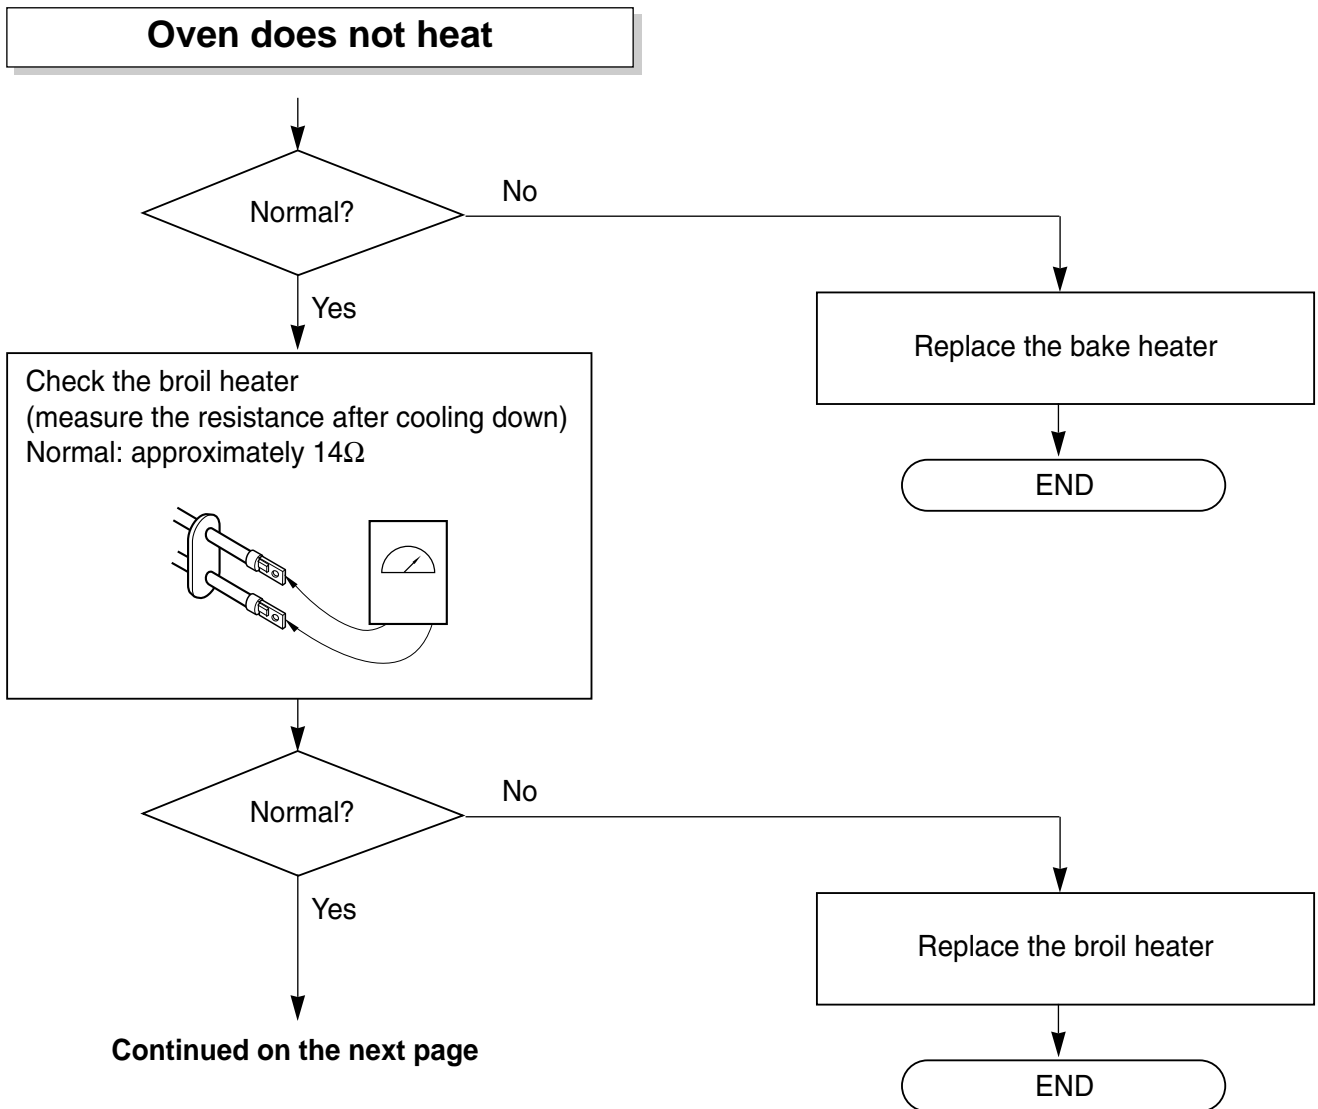 Oven does not heat
Normal?
No
Yes
Replace the bake heater
END
Check the broil heater
(measure the resistance after cooling down)
Normal: approximately 14Ω
Normal?
No
Yes
Replace the broil heater
END
Continued on the next page